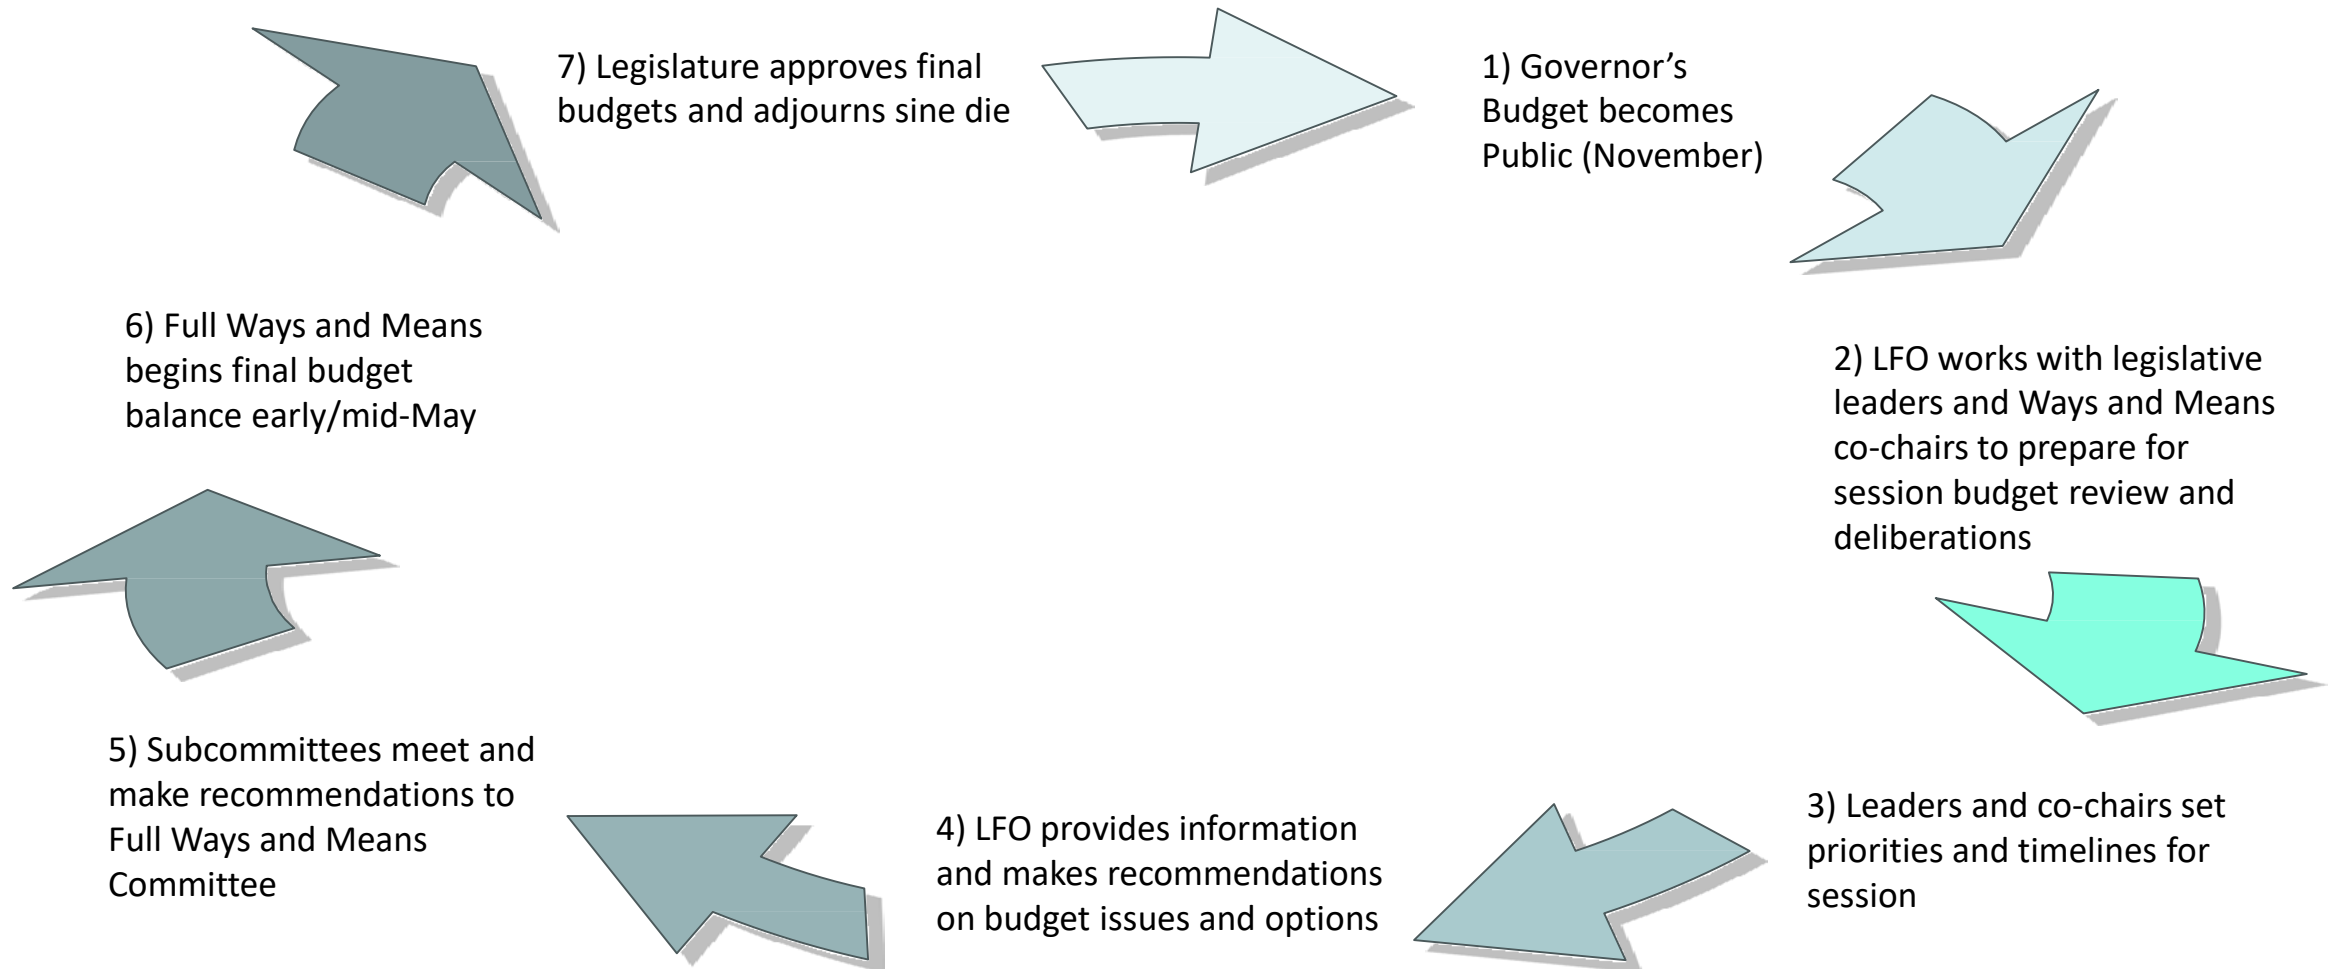 1) Governor’s
Budget becomes
Public (November)
2) LFO works with legislative
leaders and Ways and Means
co-chairs to prepare for
session budget review and
deliberations
3) Leaders and co-chairs set
priorities and timelines for
session
4) LFO provides information
and makes recommendations
on budget issues and options
5) Subcommittees meet and
make recommendations to
Full Ways and Means
Committee
6) Full Ways and Means
begins final budget
balance early/mid-May
7) Legislature approves final
budgets and adjourns sine die